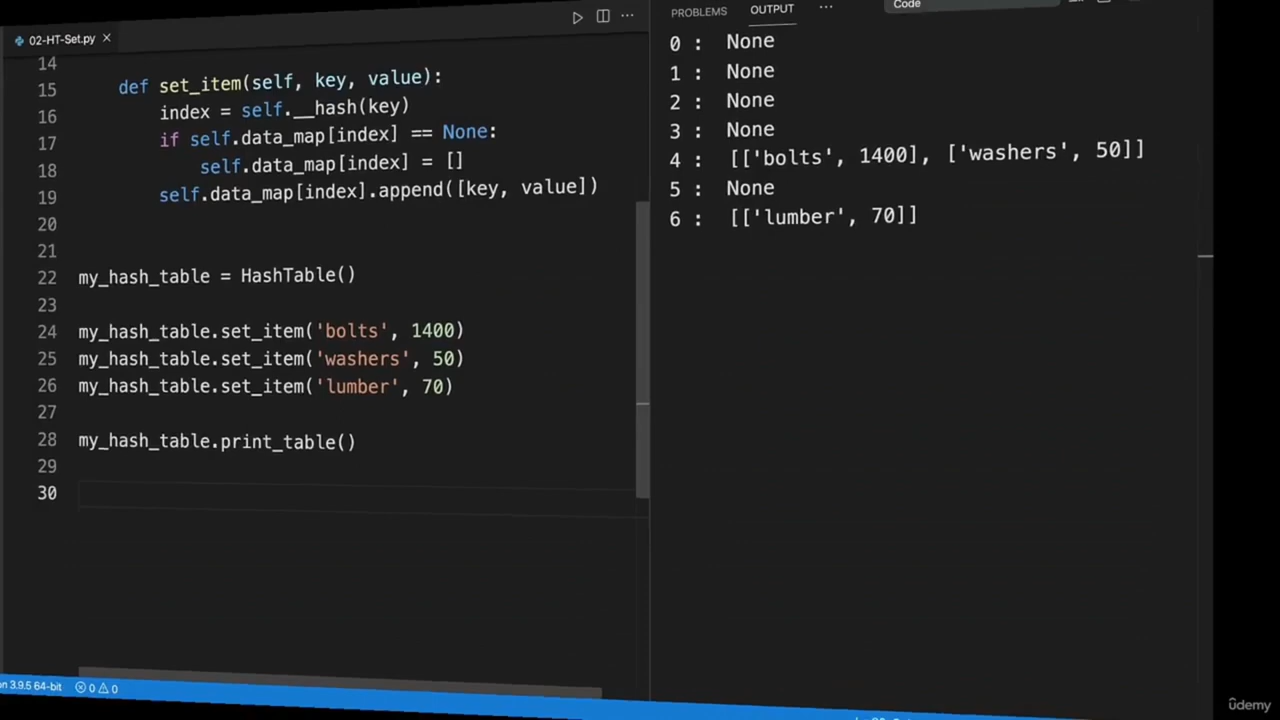 02-HT-Set.py
14
15 def set_item(self, key, value):
16 index = self.__hash(key)
17 if self.data_map[index] == None:
18 self.data_map[index] = []
19 self.data_map[index].append([key, value])
20
21
22 my_hash_table = HashTable()
23
24 my_hash_table.set_item('bolts', 1400)
25 my_hash_table.set_item('washers', 50)
26 my_hash_table.set_item('lumber', 70)
27
28 my_hash_table.print_table()
29
30
on 3.9.5 64-bit 0 0
PROBLEMS OUTPUT ... Code
0 : None
1 : None
2 : None
3 : None
4 : [['bolts', 1400], ['washers', 50]]
5 : None
6 : [['lumber', 70]]
ûdemy